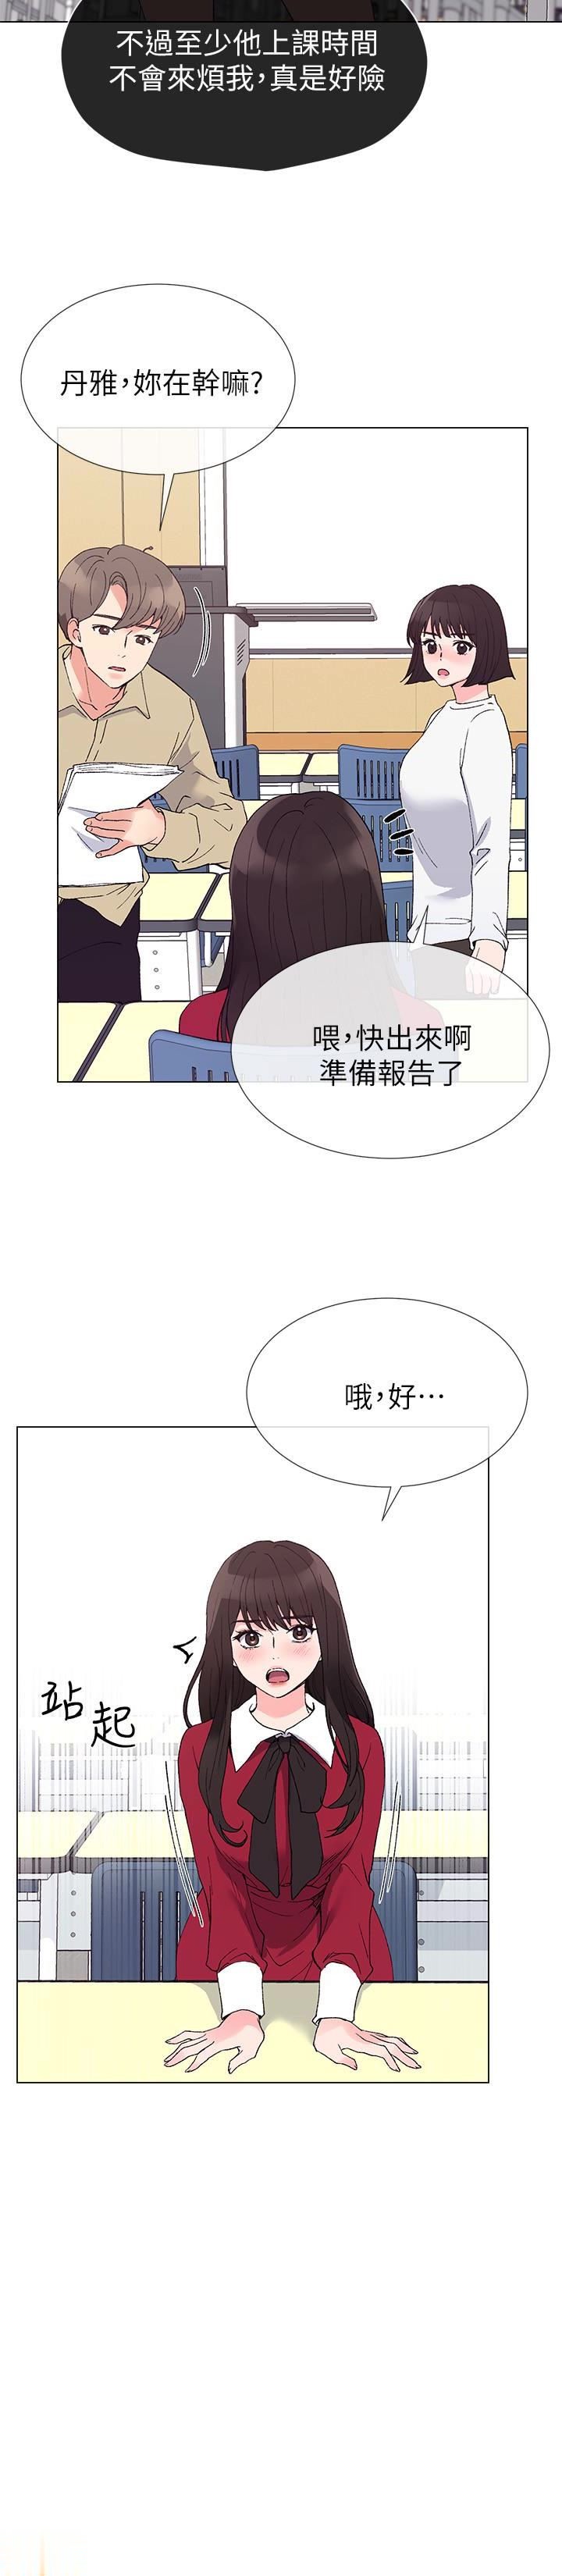 不過至少他上課時間
不會來煩我，真是好險
丹雅，妳在幹嘛?
喂，快出來啊
準備報告了
哦，好…
站起